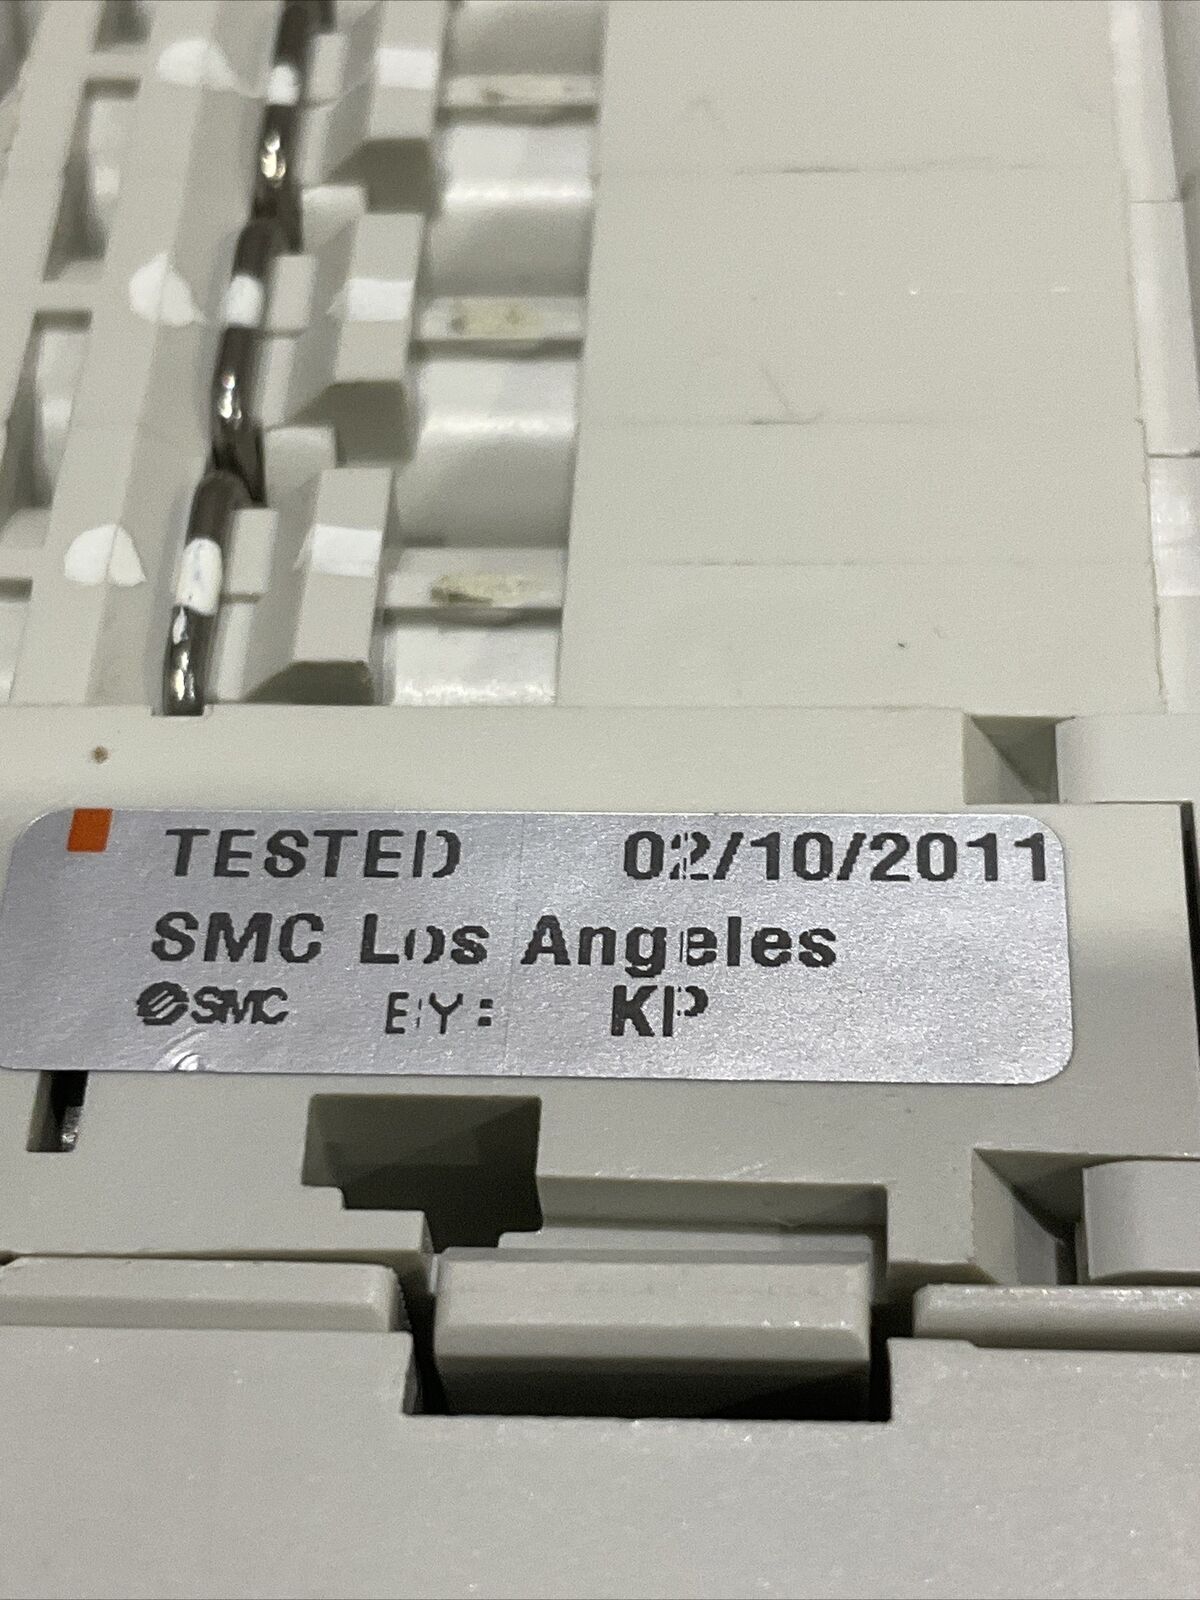 TESTED 02/10/2011
SMC Los Angeles
SMC BY: KP